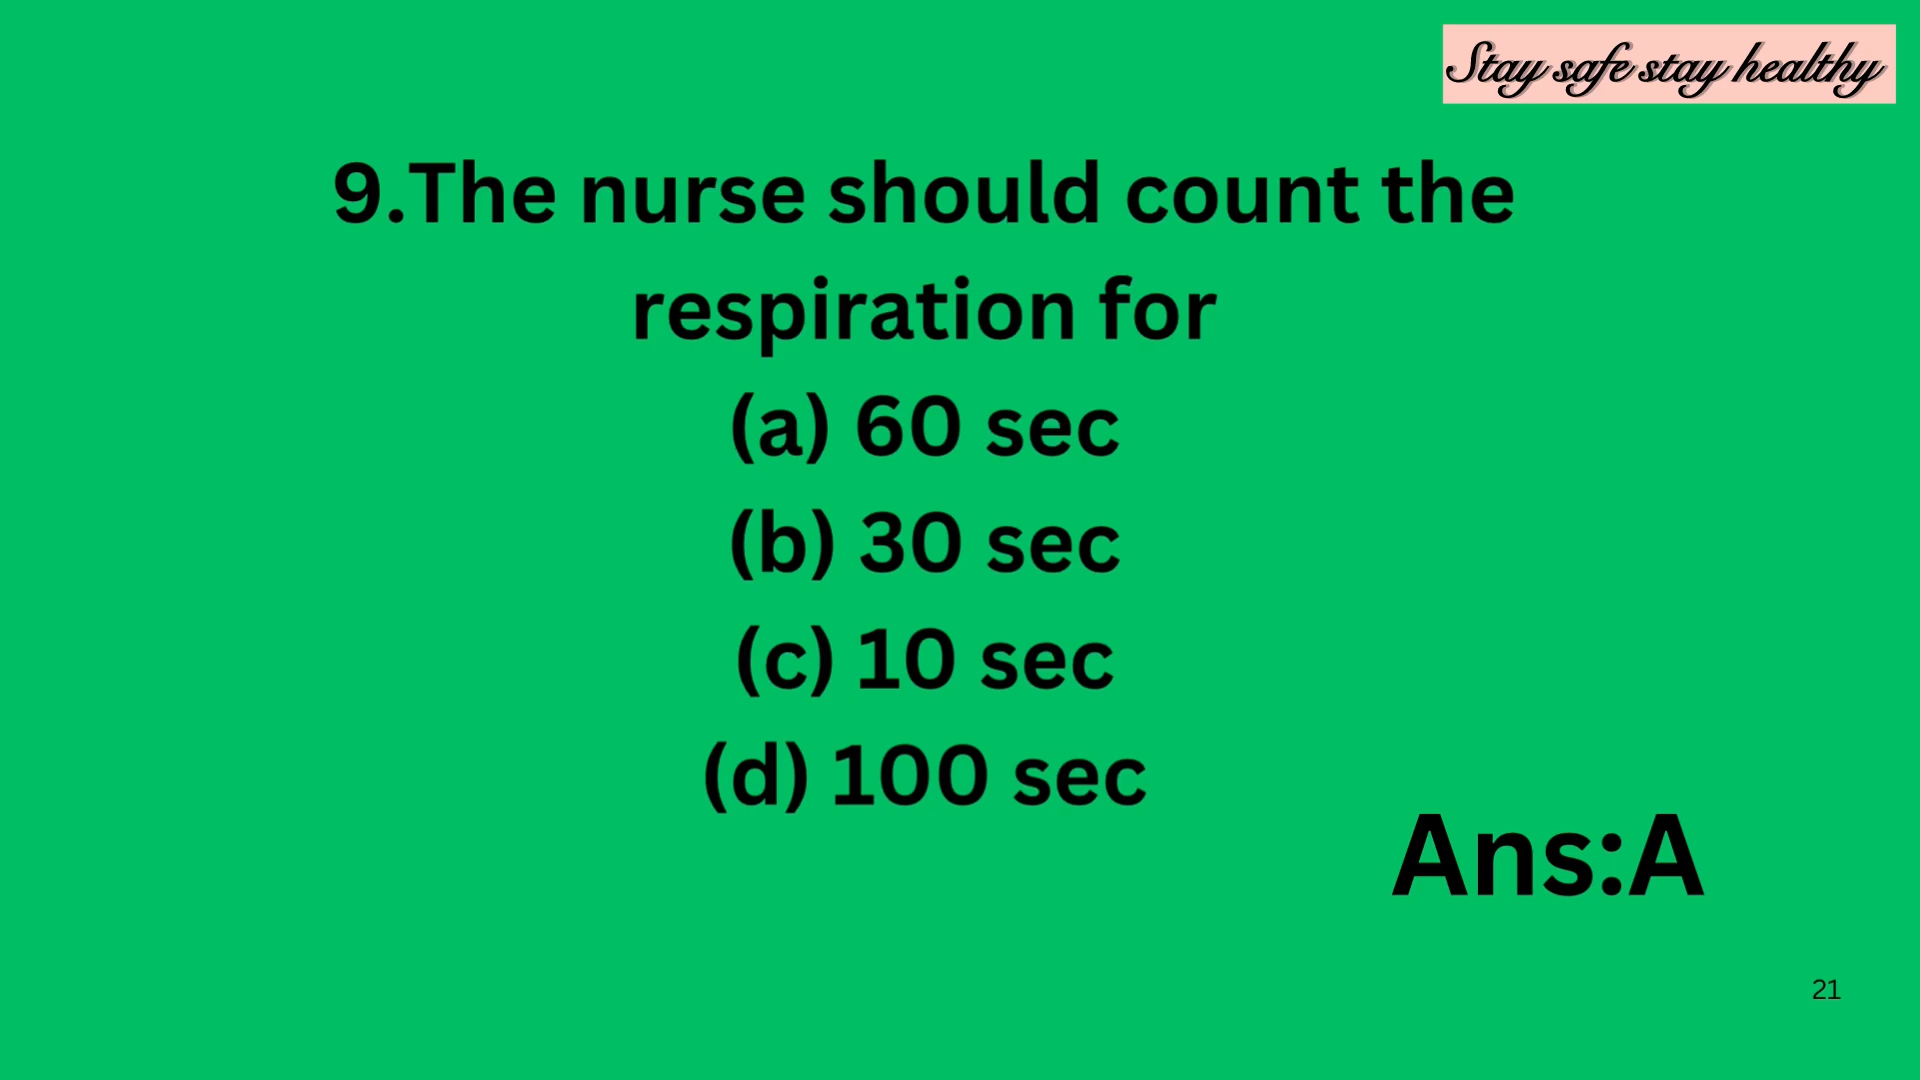 Stay safe stay healthy
9.The nurse should count the
respiration for
(a) 60 sec
(b) 30 sec
(c) 10 sec
(d) 100 sec
Ans:A
21